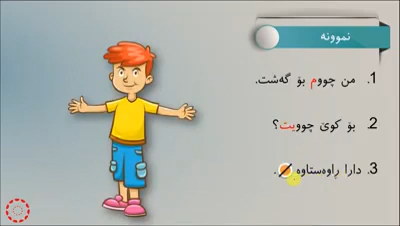 نموونە
1. من چووم بۆ گەشت.
2. بۆ کوێ چوویت؟
3. دارا ڕاوەستاوە .